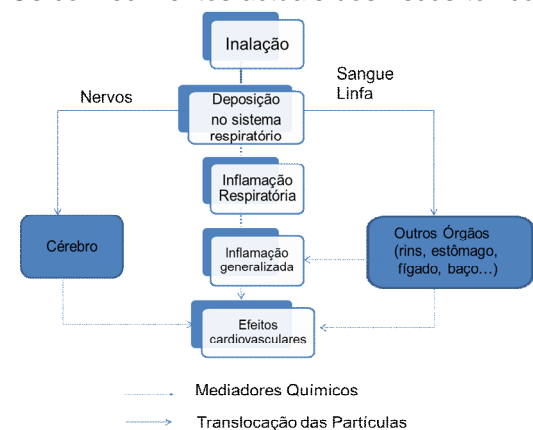 Inalação
Nervos
Deposição
no sistema
respiratório
Sangue
Linfa
Inflamação
Respiratória
Cérebro
Inflamação
generalizada
Outros Órgãos
(rins, estômago,
fígado, baço...)
Efeitos
cardiovasculares
Mediadores Químicos
Translocação das Partículas